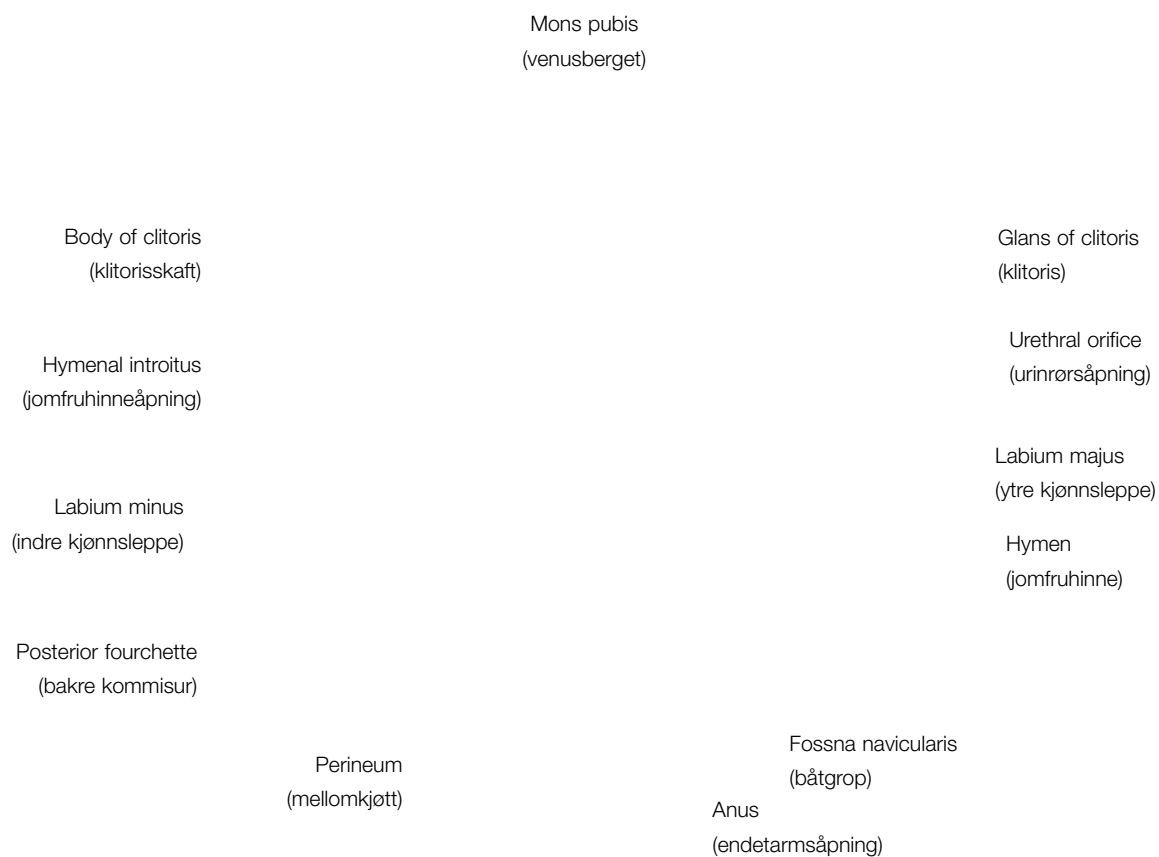 Mons pubis
(venusberget)
Body of clitoris
(klitorisskaft)
Glans of clitoris
(klitoris)
Urethral orifice
(urinrørsåpning)
Hymenal introitus
(jomfruhinneåpning)
Labium majus
(ytre kjønnsleppe)
Labium minus
(indre kjønnsleppe)
Hymen
(jomfruhinne)
Posterior fourchette
(bakre kommisur)
Fossna navicularis
(båtgrop)
Perineum
(mellomkjøtt)
Anus
(endetarmsåpning)